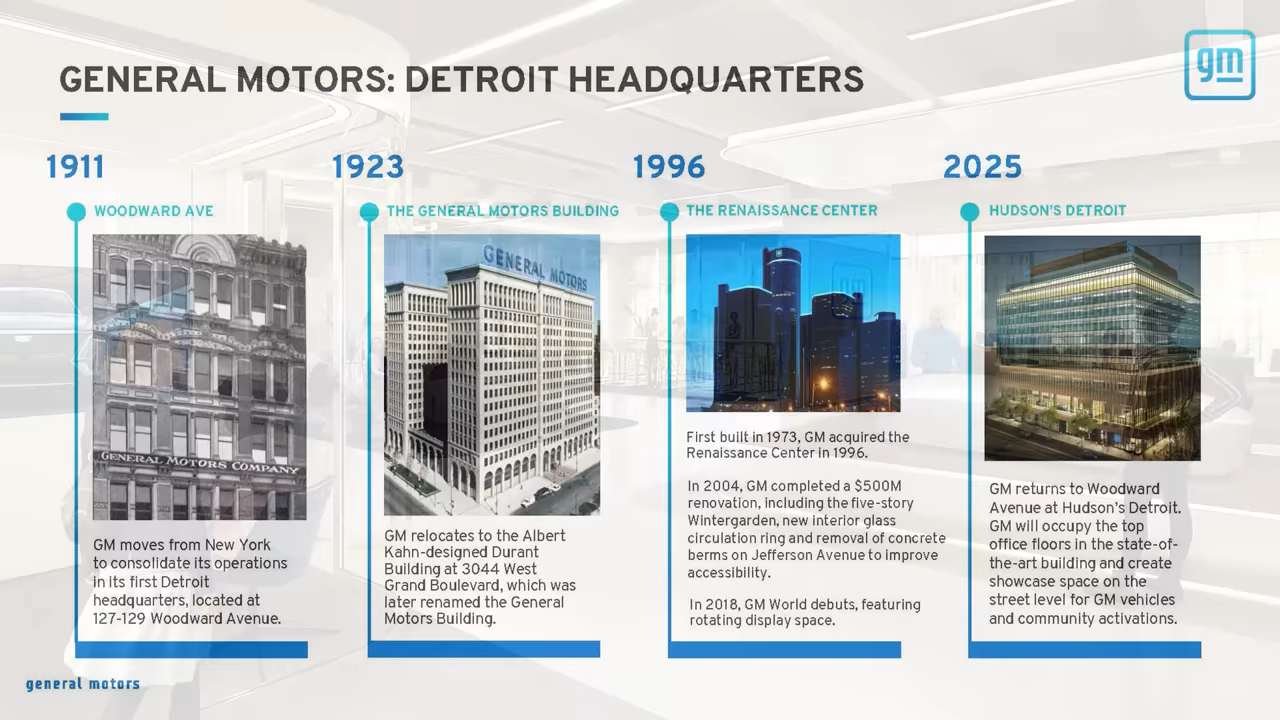 GENERAL MOTORS: DETROIT HEADQUARTERS
gm
1911
WOODWARD AVE
GENERAL MOTORS COMPANY
GM moves from New York
to consolidate its operations
in its first Detroit
headquarters, located at
127-129 Woodward Avenue.
1923
THE GENERAL MOTORS BUILDING
GENERAL MOTORS
GM relocates to the Albert
Kahn-designed Durant
Building at 3044 West
Grand Boulevard, which was
later renamed the General
Motors Building.
1996
THE RENAISSANCE CENTER
First built in 1973, GM acquired the
Renaissance Center in 1996.
In 2004, GM completed a $500M
renovation, including the five-story
Wintergarden, new interior glass
circulation ring and removal of concrete
berms on Jefferson Avenue to improve
accessibility.
In 2018, GM World debuts, featuring
rotating display space.
2025
HUDSON'S DETROIT
GM returns to Woodward
Avenue at Hudson's Detroit.
GM will occupy the top
office floors in the state-of-
the-art building and create
showcase space on the
street level for GM vehicles
and community activations.
general motors